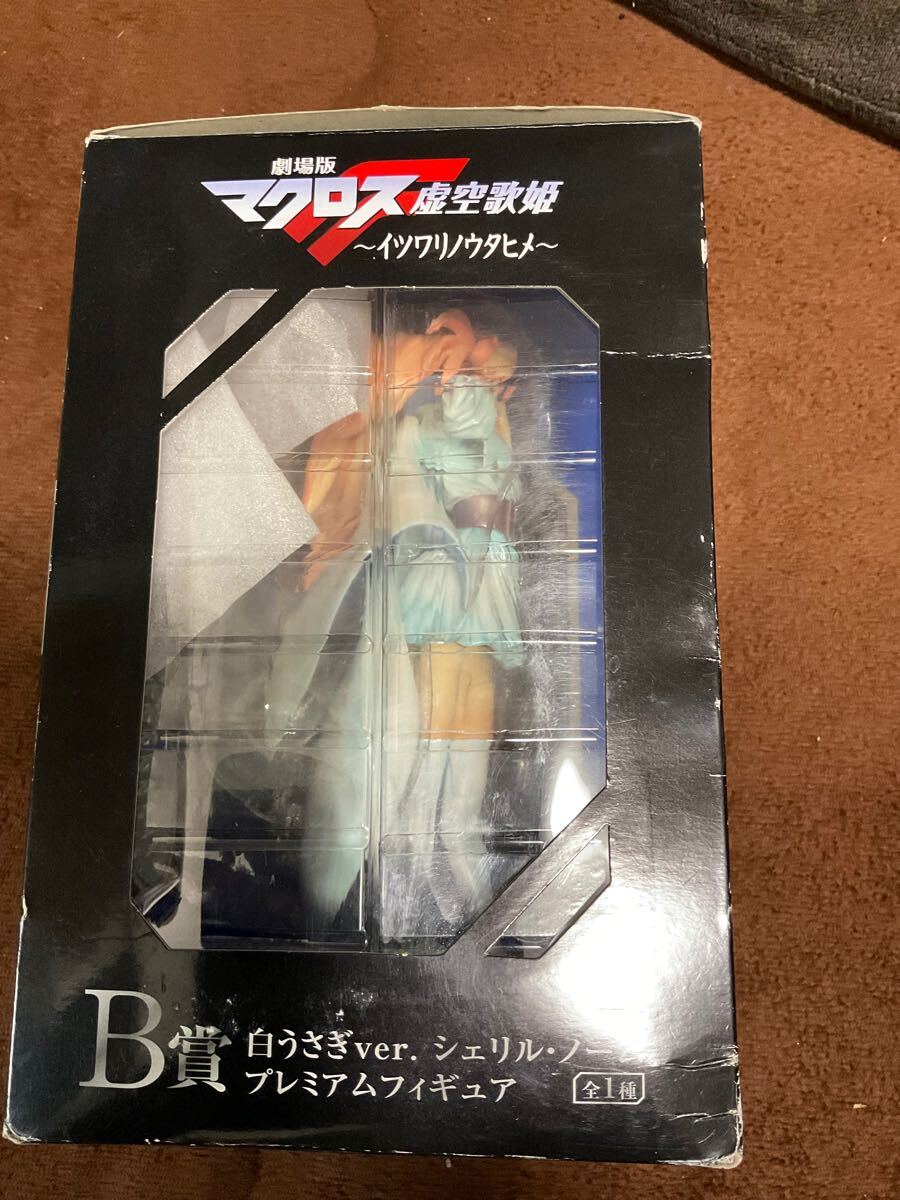 劇場版
マクロスF 虚空歌姫
〜イツワリノウタヒメ〜
B賞
白うさぎver. シェリル・ノー
プレミアムフィギュア
全1種